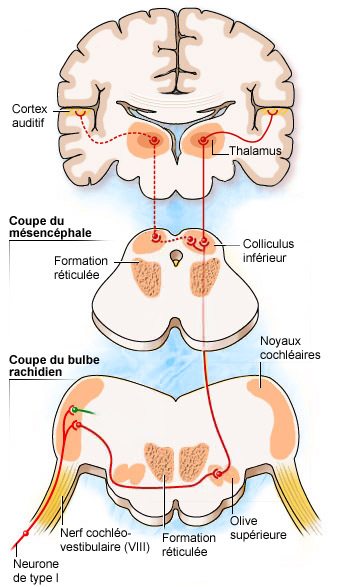 Cortex
auditif
Thalamus
Coupe du
mésencéphale
Colliculus
inférieur
Formation
réticulée
Noyaux
cochléaires
Coupe du bulbe
rachidien
Nerf cochléo-
vestibulaire (VIII)
Formation
réticulée
Olive
supérieure
Neurone
de type I